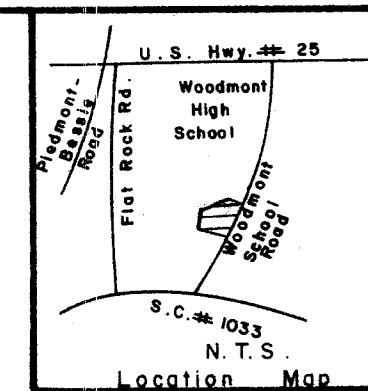 U.S. Hwy. # 25
Piedmont-
Bessie
Road
Flat Rock Rd.
Woodmont
High
School
Woodmont
School
Road
S.C. # 1033
N.T.S.
Location Map